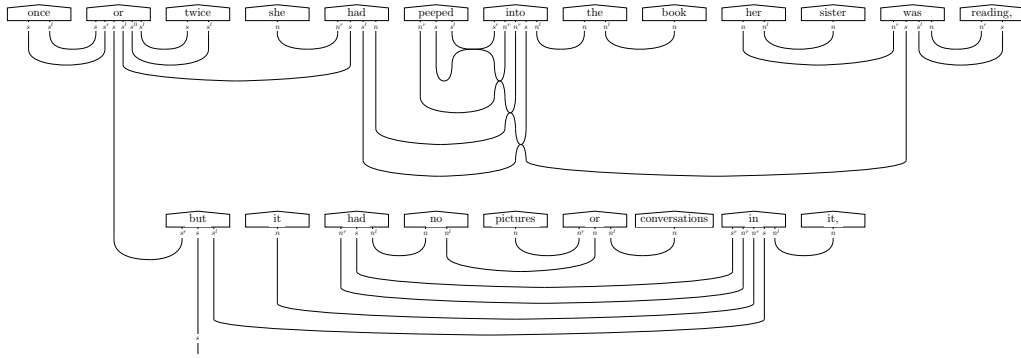 once or twice she had peeped into the book her sister was reading,
s s^l s^r s s^l s^ll s^l s s^l n n^r s s^l n n^r s s^l s^r n n^r s n^l n n^l n n n^l n n^r s s^l n n^r s
but it had no pictures or conversations in it,
s^r s s^l n n^r s n^l n n^l n n^r n n^l n s^r n^r n^r s n^l n
s